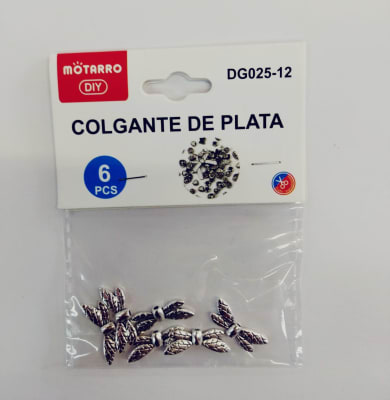 MOTARRO
DIY
DG025-12
COLGANTE DE PLATA
6
PCS